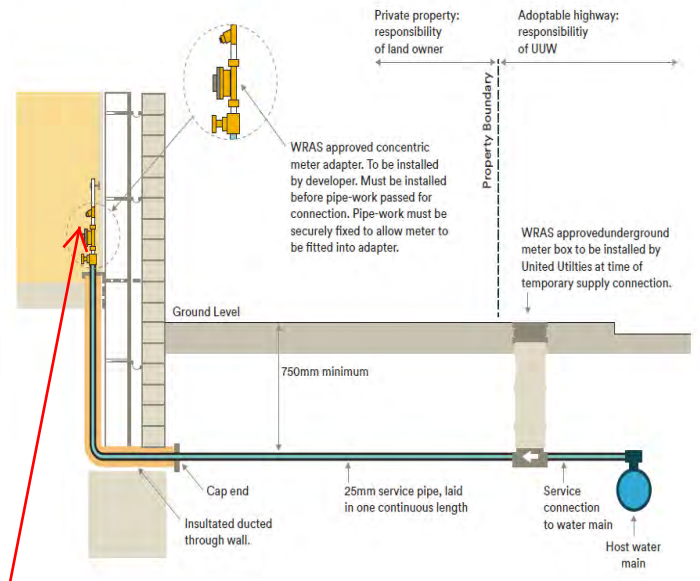 Private property:
responsibility
of land owner
Adoptable highway:
responsibilitiy
of UUW
Property Boundary
WRAS approved concentric
meter adapter. To be installed
by developer. Must be installed
before pipe-work passed for
connection. Pipe-work must be
securely fixed to allow meter to
be fitted into adapter.
WRAS approvedunderground
meter box to be installed by
United Utilties at time of
temporary supply connection.
Ground Level
750mm minimum
Cap end
Insultated ducted
through wall.
25mm service pipe, laid
in one continuous length
Service
connection
to water main
Host water
main